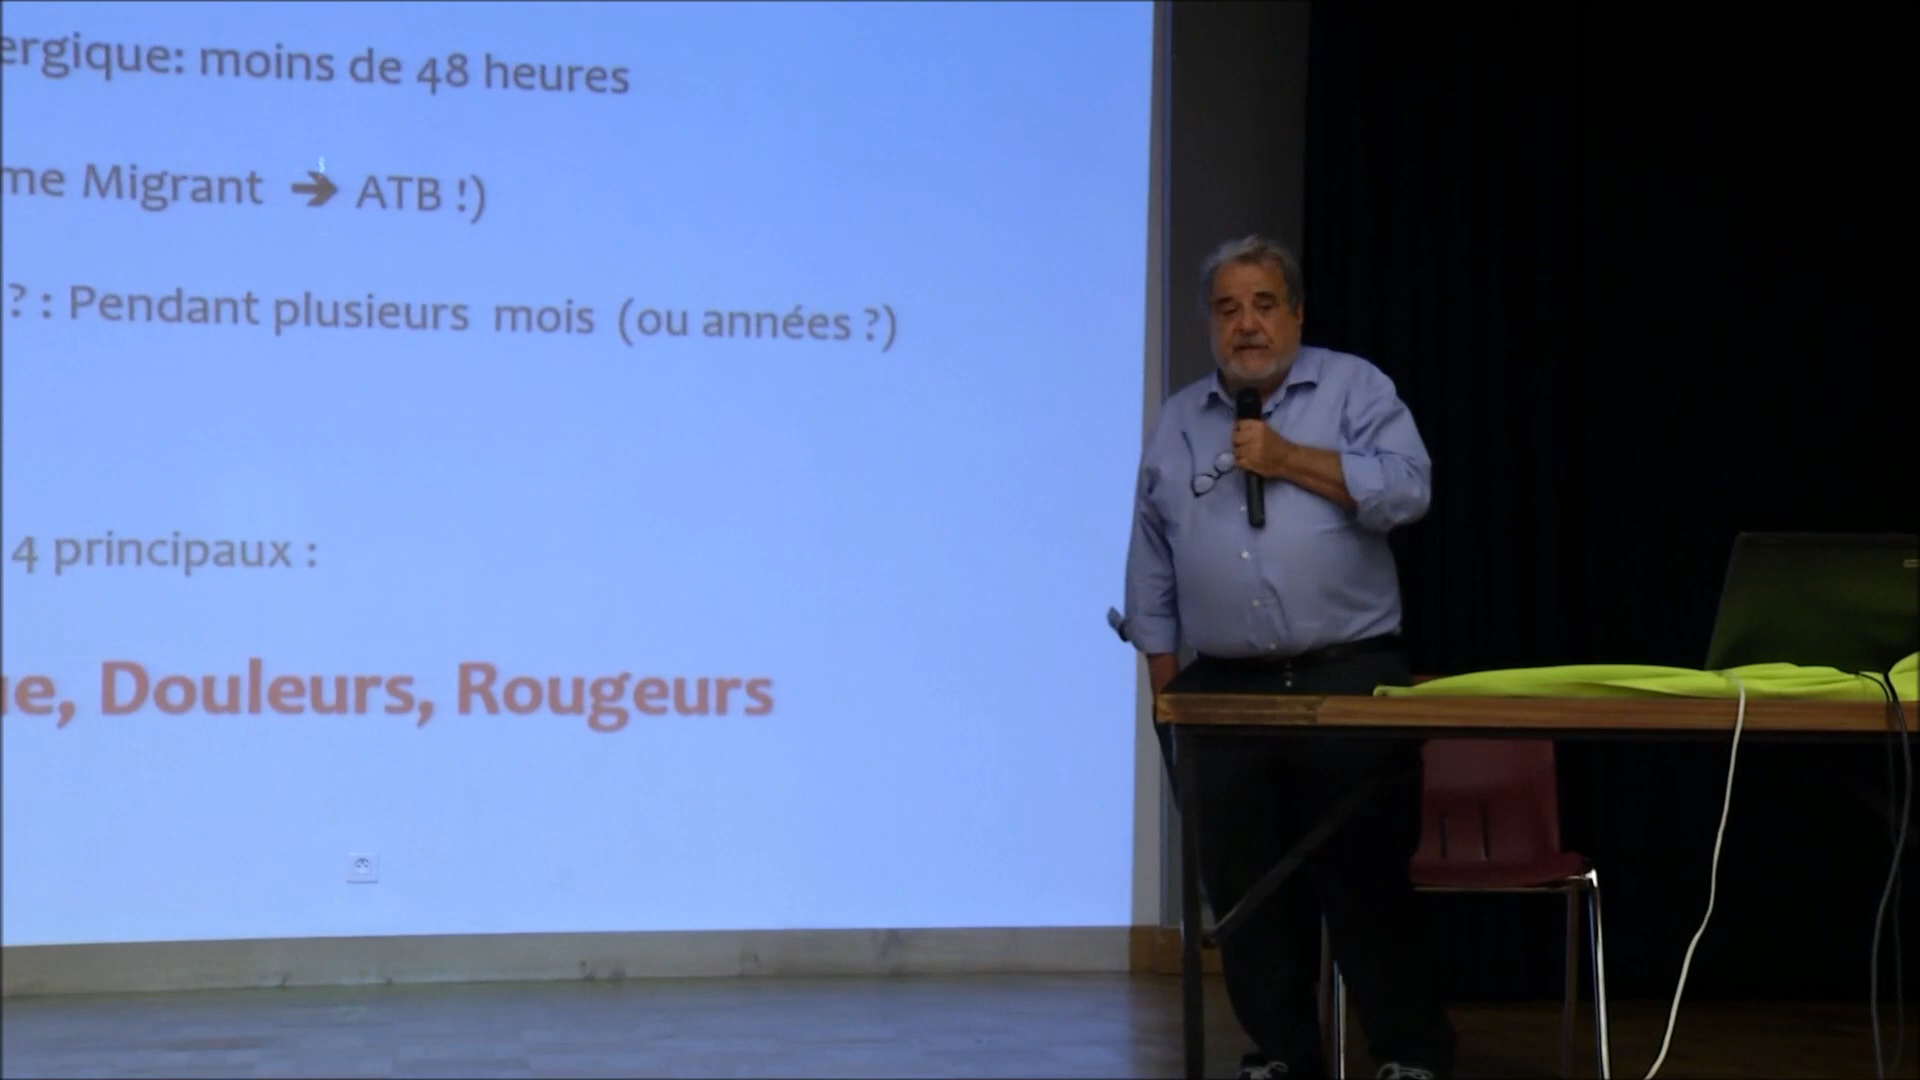 ergique: moins de 48 heures
me Migrant ➔ ATB !)
? : Pendant plusieurs mois (ou années ?)
4 principaux :
ue, Douleurs, Rougeurs